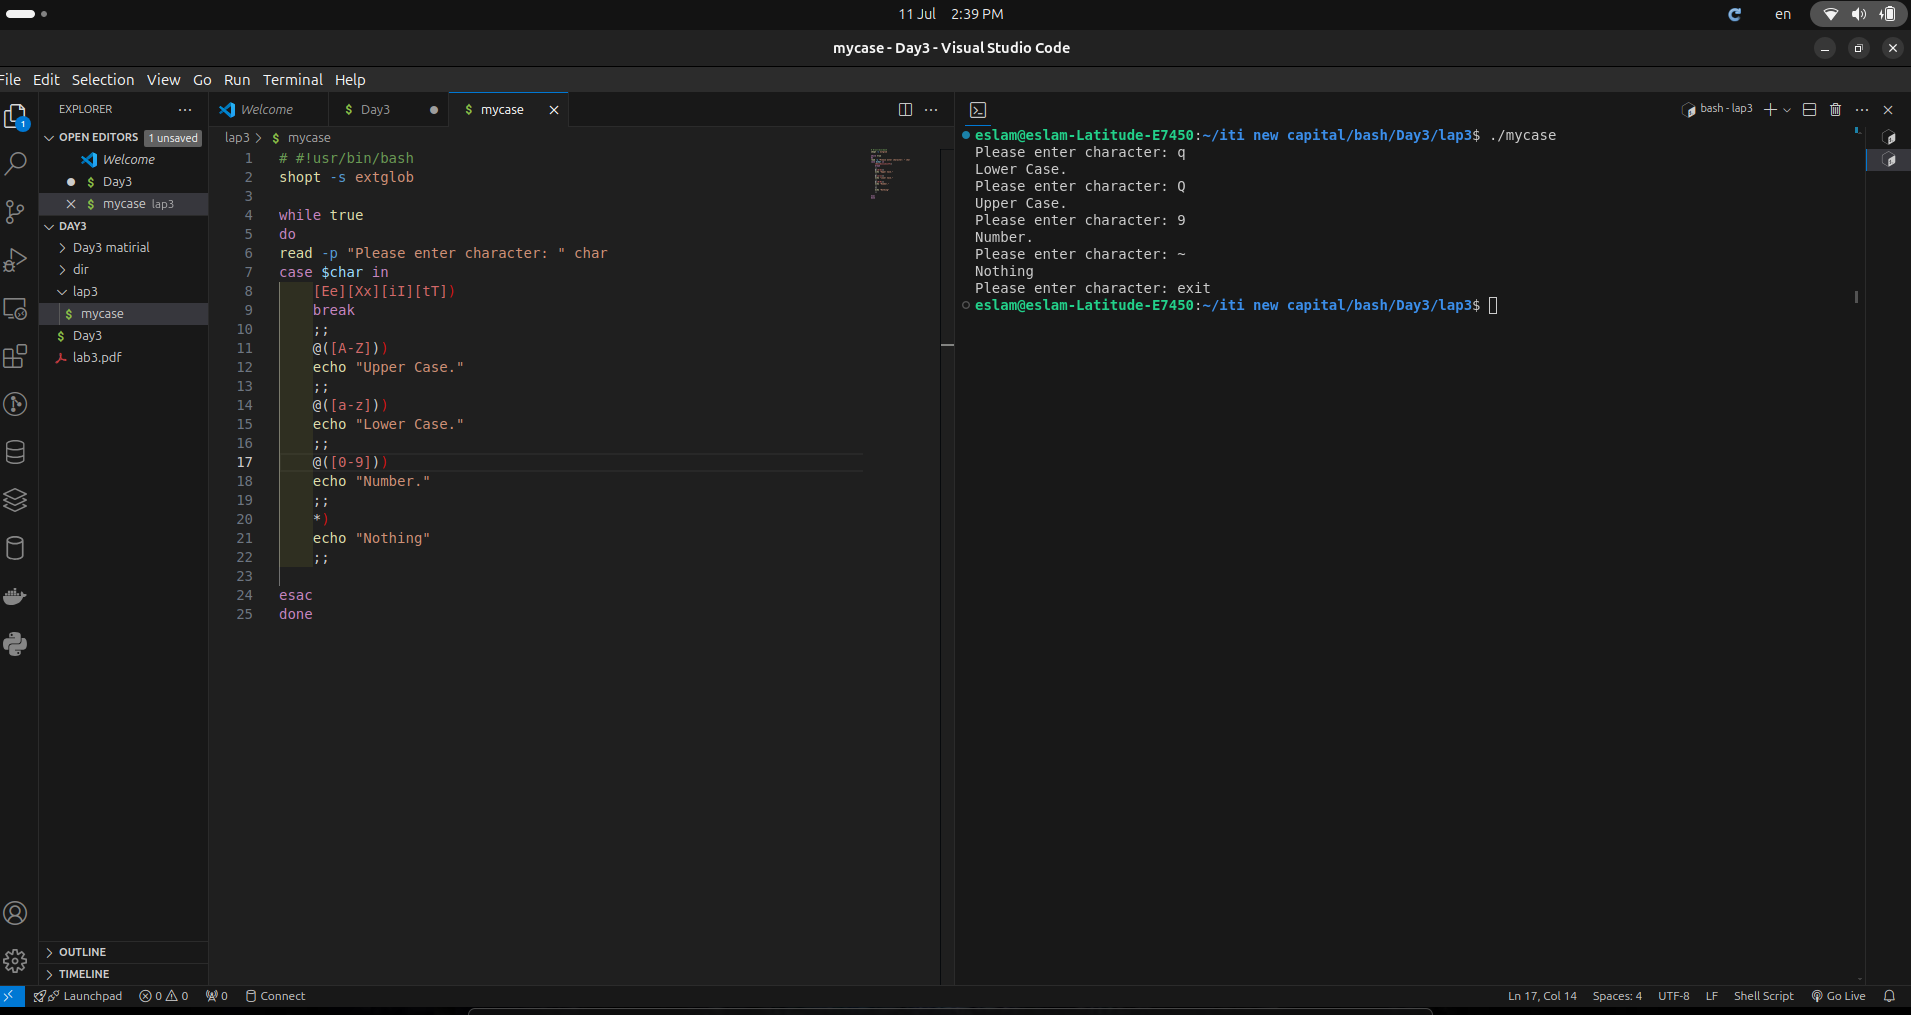 11 Jul 2:39 PM
en
mycase - Day3 - Visual Studio Code
File Edit Selection View Go Run Terminal Help
EXPLORER
OPEN EDITORS 1 unsaved
Welcome
Day3
mycase lap3
DAY3
Day3 matirial
dir
lap3
mycase
Day3
lab3.pdf
OUTLINE
TIMELINE
1
Welcome
$ Day3
$ mycase
lap3 > $ mycase
1 # #!usr/bin/bash
2 shopt -s extglob
3
4 while true
5 do
6 read -p "Please enter character: " char
7 case $char in
8 [Ee][Xx][iI][tT])
9 break
10 ;;
11 @([A-Z]))
12 echo "Upper Case."
13 ;;
14 @([a-z]))
15 echo "Lower Case."
16 ;;
17 @([0-9]))
18 echo "Number."
19 ;;
20 *)
21 echo "Nothing"
22 ;;
23
24 esac
25 done
bash - lap3
eslam@eslam-Latitude-E7450:~/iti new capital/bash/Day3/lap3$ ./mycase
Please enter character: q
Lower Case.
Please enter character: Q
Upper Case.
Please enter character: 9
Number.
Please enter character: ~
Nothing
Please enter character: exit
eslam@eslam-Latitude-E7450:~/iti new capital/bash/Day3/lap3$
Launchpad 0 0 0 Connect
Ln 17, Col 14 Spaces: 4 UTF-8 LF Shell Script Go Live